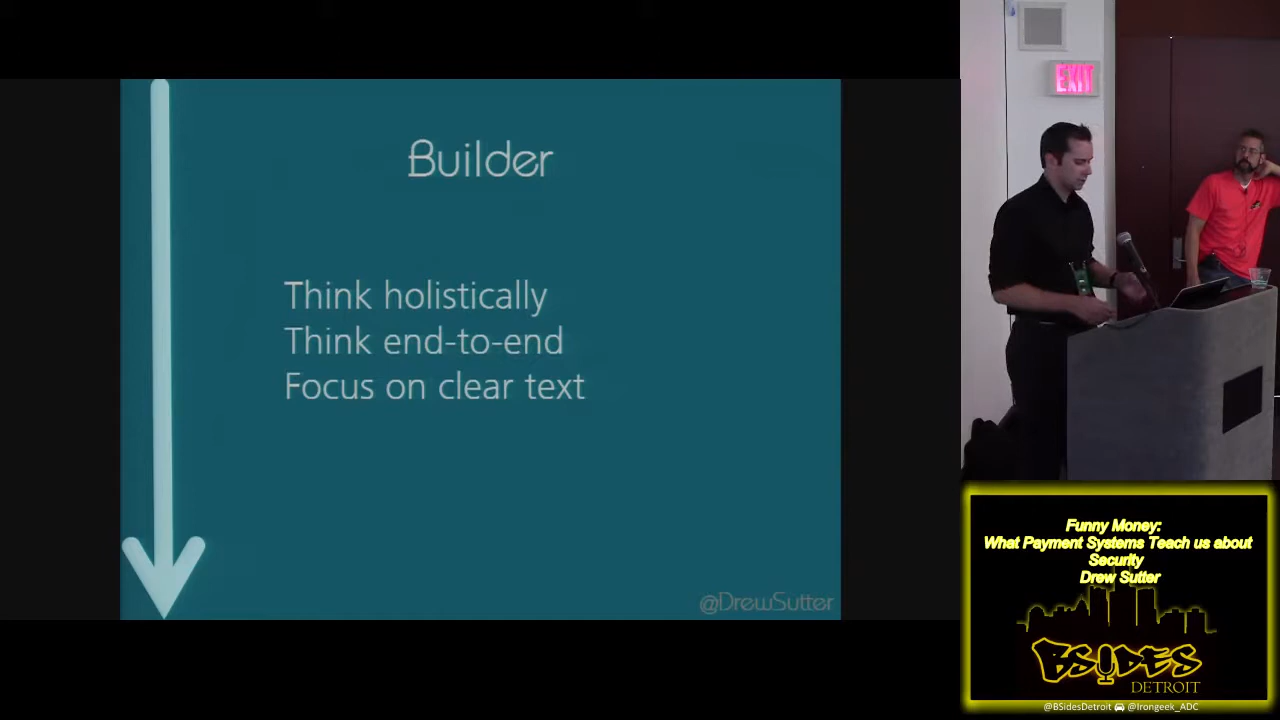 Builder
Think holistically
Think end-to-end
Focus on clear text
@DrewSutter
EXIT
Funny Money:
What Payment Systems Teach us about
Security
Drew Sutter
BSIDES
DETROIT
@BSidesDetroit @Irongeek_ADC